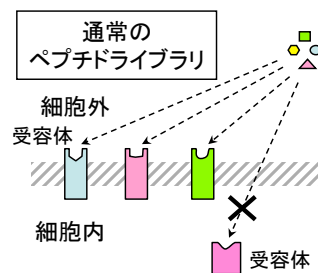 通常の
ペプチドライブラリ
細胞外
受容体
細胞内
受容体